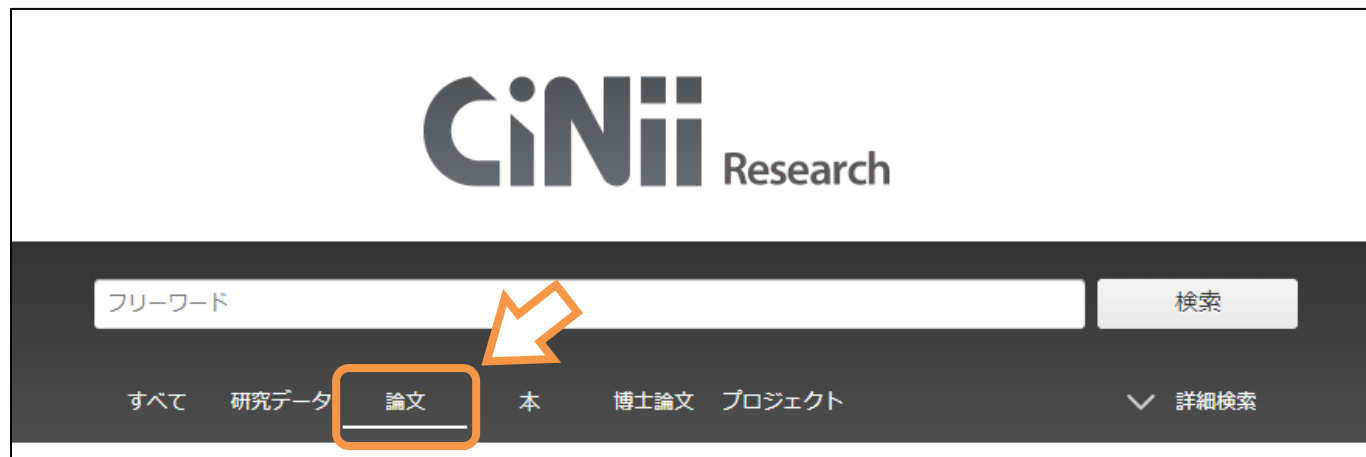 CiNii Research
フリーワード
検索
すべて 研究データ 論文 本 博士論文 プロジェクト 詳細検索